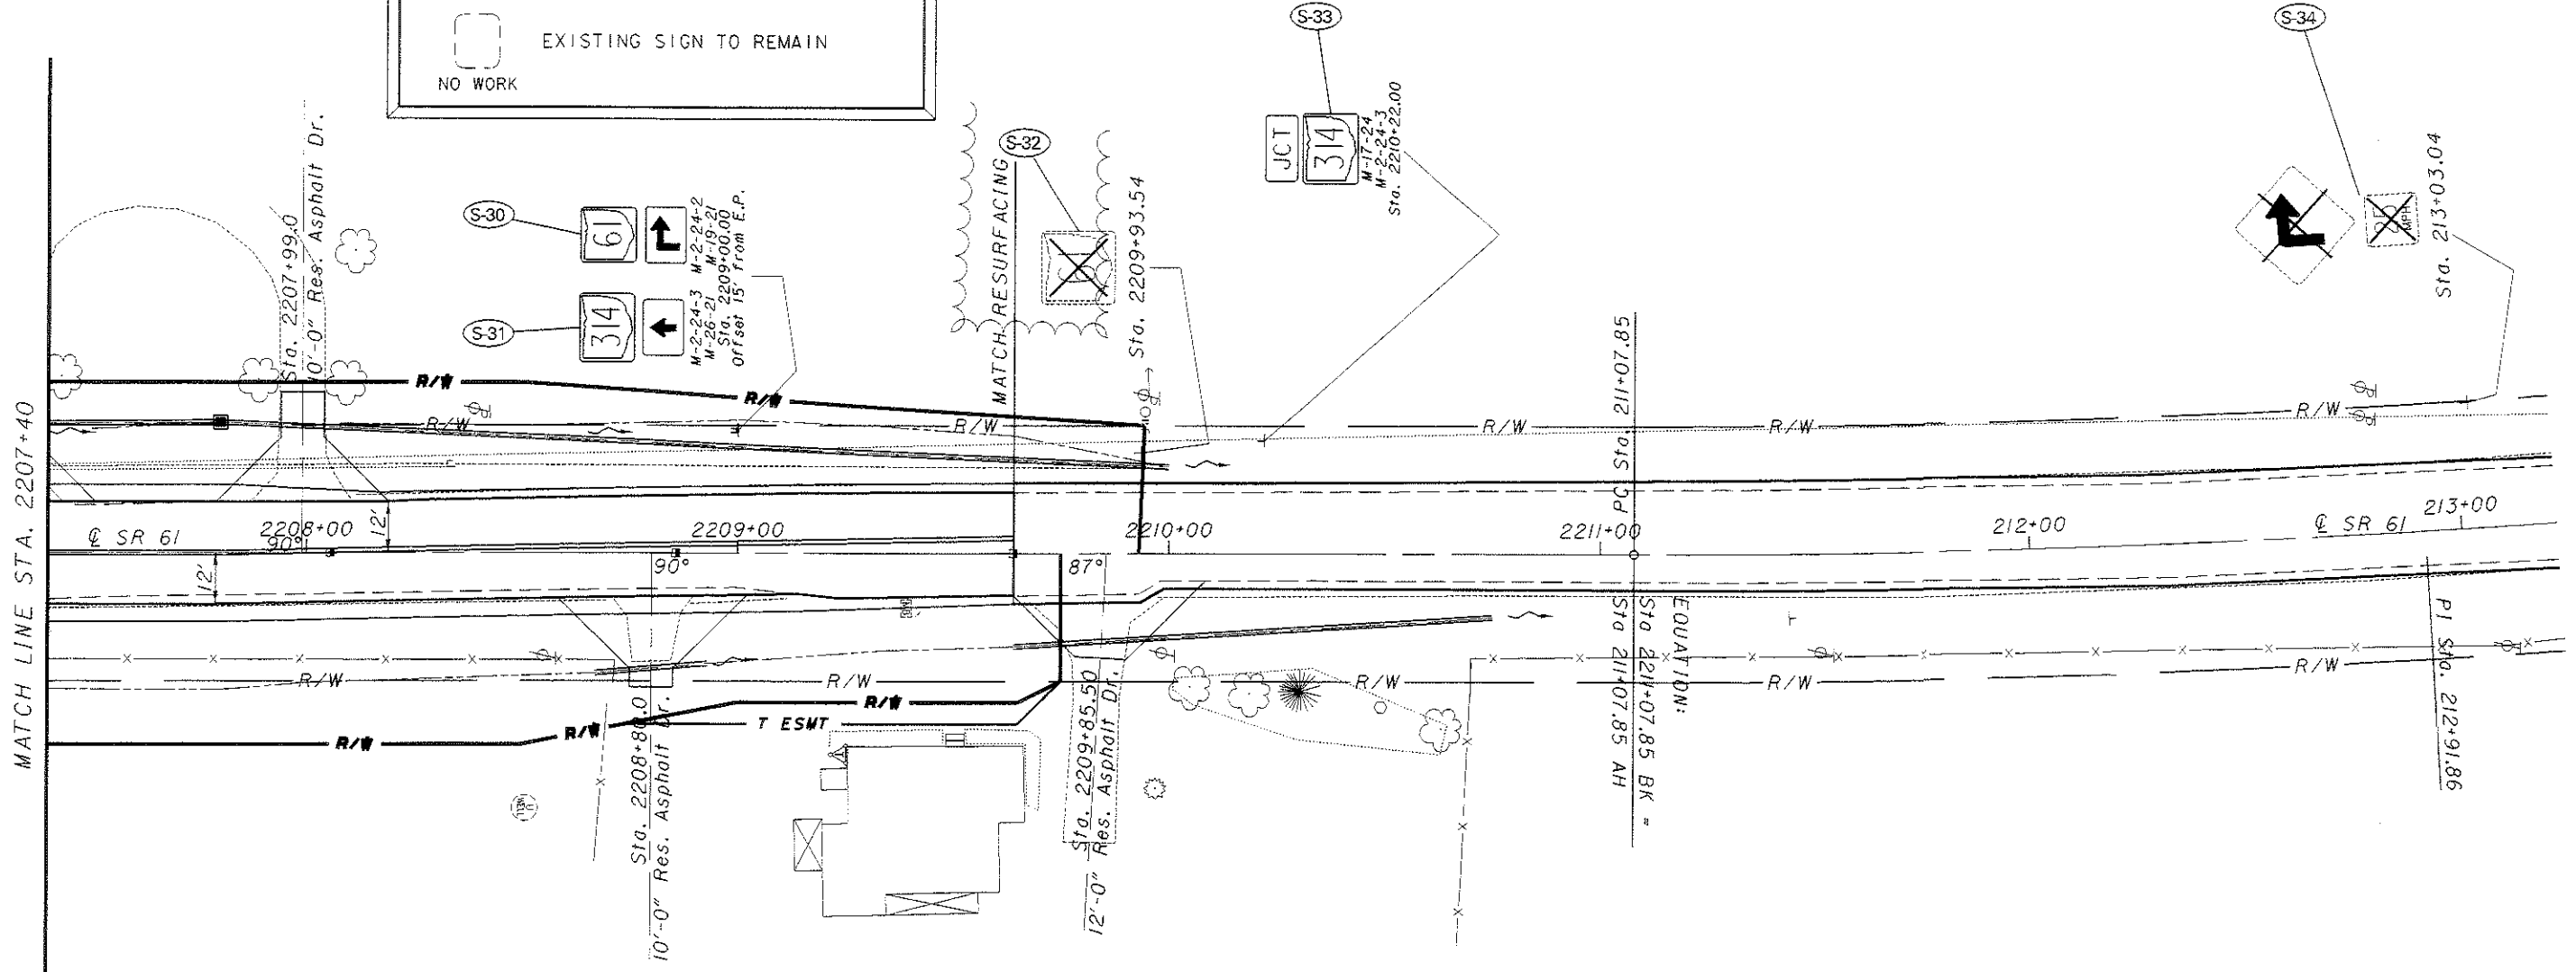 EXISTING SIGN TO REMAIN
NO WORK
S-33
S-34
S-32
S-30
S-31
61
314
M-2-24-3 M-2-24-2
M-26-21 M-19-21
Sta. 2209+00.00
Offset 15' from E.P.
JCT
314
M-17-24
M-2-24-3
Sta. 2210+22.00
61
MATCH RESURFACING
Sta. 2209+93.54
MPH
Sta. 213+03.04
Sta. 2207+99.0
10'-0" Res. Asphalt Dr.
MATCH LINE STA. 2207+40
R/W
R/W
R/W
R/W
R/W
R/W
R/W
PC Sta. 211+07.85
℄ SR 61
2208+00
90°
12'
2209+00
2210+00
2211+00
212+00
℄ SR 61
213+00
12'
90°
87°
EQUATION:
Sta 2211+07.85 BK =
Sta 211+07.85 AH
PI Sta. 212+91.86
R/W
R/W
R/W
R/W
R/W
R/W
R/W
R/W
T ESMT
WELL
10'-0" Res. Asphalt Dr.
Sta. 2209+85.50
12'-0" Res. Asphalt Dr.